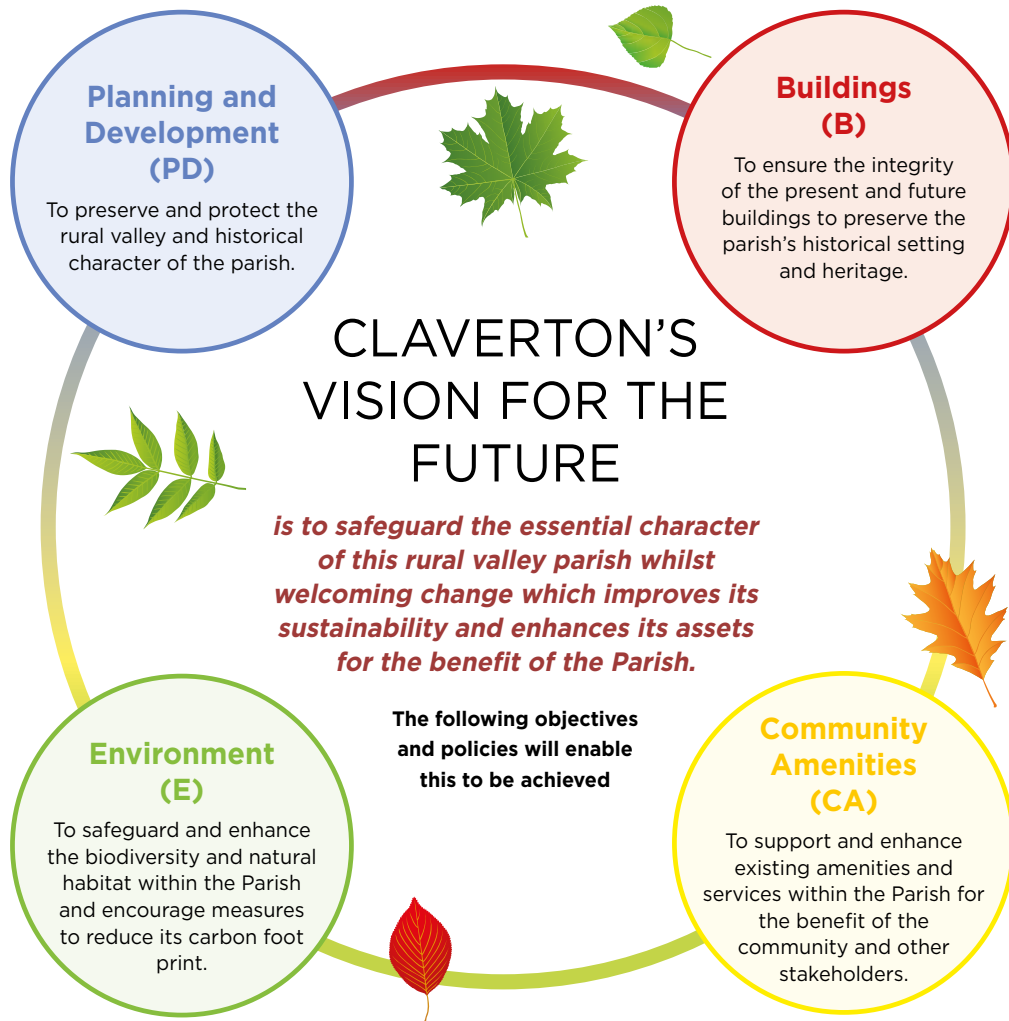 Planning and
Development
(PD)
To preserve and protect the
rural valley and historical
character of the parish.
Buildings
(B)
To ensure the integrity
of the present and future
buildings to preserve the
parish’s historical setting
and heritage.
CLAVERTON’S
VISION FOR THE
FUTURE
is to safeguard the essential character
of this rural valley parish whilst
welcoming change which improves its
sustainability and enhances its assets
for the benefit of the Parish.
The following objectives
and policies will enable
this to be achieved
Environment
(E)
To safeguard and enhance
the biodiversity and natural
habitat within the Parish
and encourage measures
to reduce its carbon foot
print.
Community
Amenities
(CA)
To support and enhance
existing amenities and
services within the Parish for
the benefit of the
community and other
stakeholders.